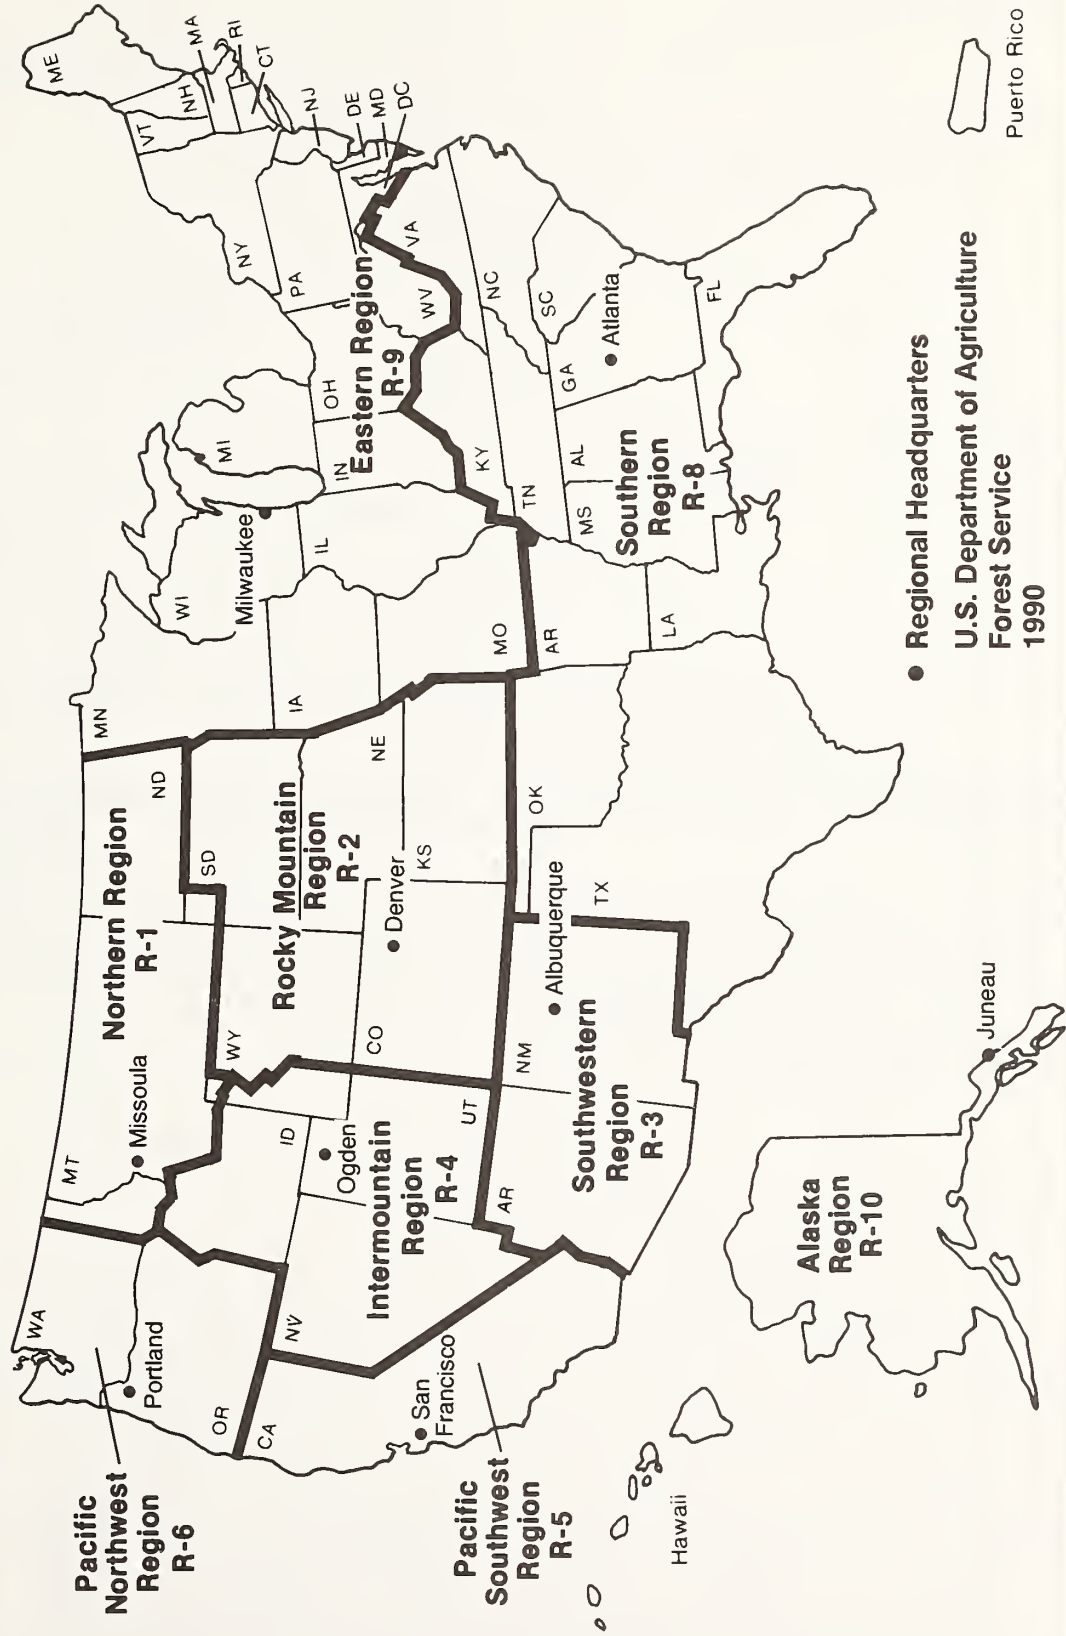 Pacific
Northwest
Region
R-6
WA
Portland
OR
CA
San
Francisco
Pacific
Southwest
Region
R-5
Hawaii
MT
Missoula
Northern Region
R-1
ND
MN
ID
Ogden
Intermountain
Region
R-4
NV
UT
WY
SD
Rocky Mountain
Region
R-2
NE
Denver
CO
KS
AR
NM
Albuquerque
Southwestern
Region
R-3
TX
OK
Alaska
Region
R-10
Juneau
WI
Milwaukee
MI
IA
IL
IN
OH
MO
Eastern Region
R-9
ME
VT
NH
MA
RI
CT
NY
PA
NJ
DE
MD
DC
WV
VA
KY
TN
NC
SC
AR
LA
MS
AL
GA
Atlanta
FL
Southern
Region
R-8
Puerto Rico
Regional Headquarters
U.S. Department of Agriculture
Forest Service
1990